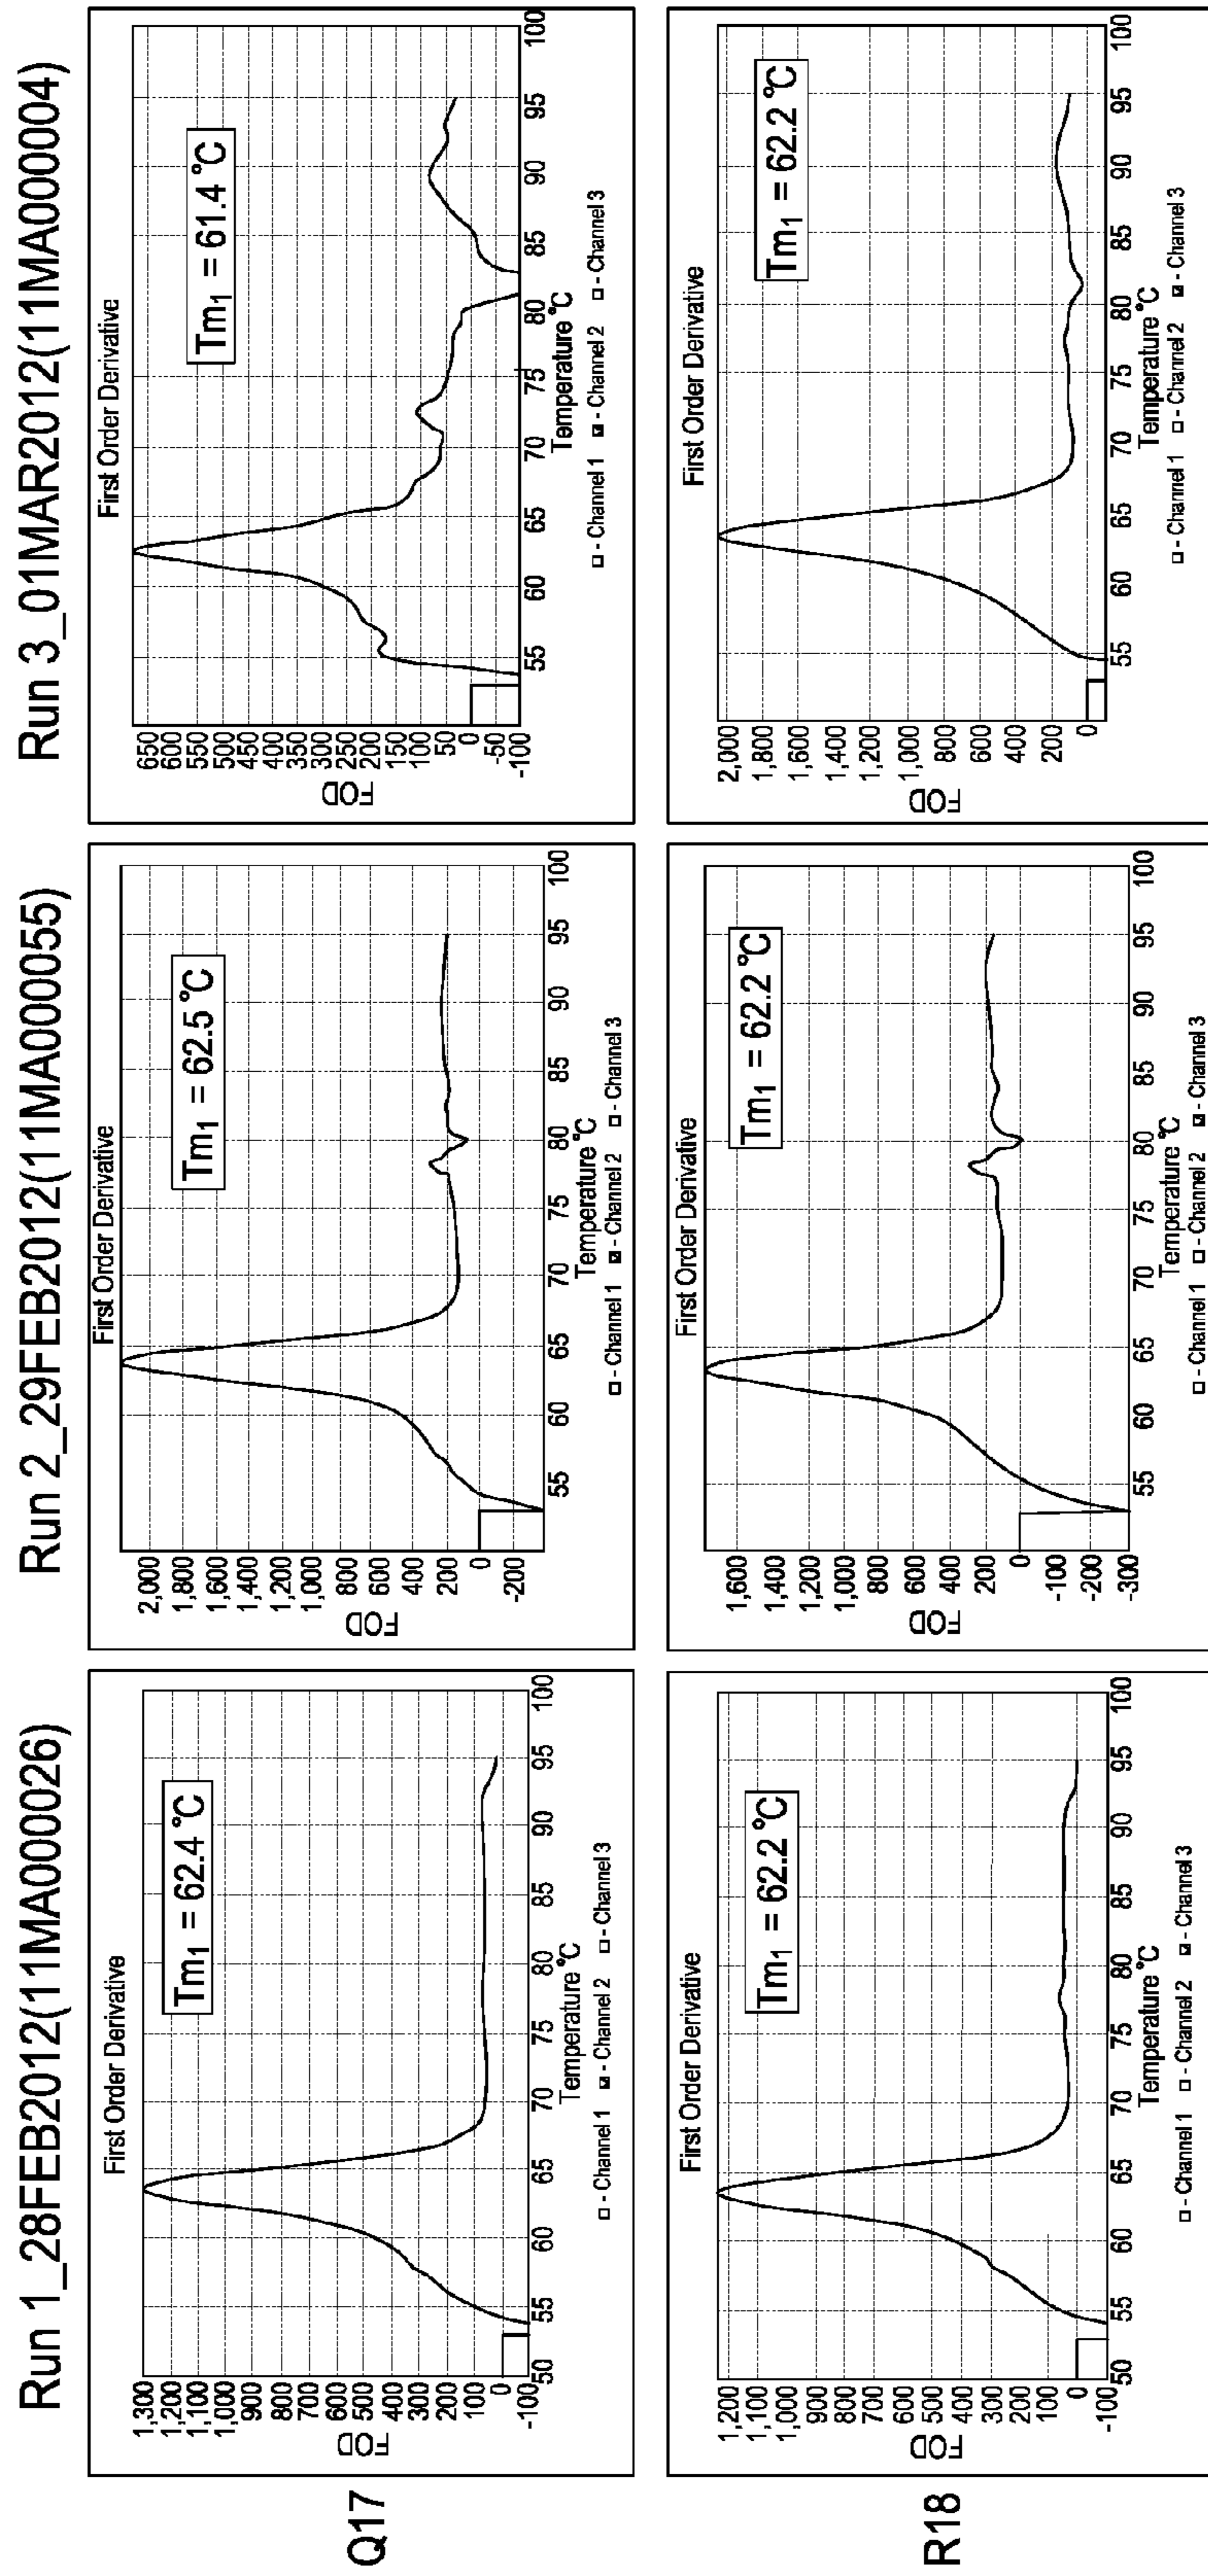 Run 1_28FEB2012(11MA000026)
Run 2_29FEB2012(11MA000055)
Run 3_01MAR2012(11MA000004)
Q17
First Order Derivative
Tm1 = 62.4 °C
FOD
1,300
1,200
1,100
1,000
900
800
700
600
500
400
300
200
100
0
-100
50 55 60 65 70 75 80 85 90 95 100
Temperature °C
- Channel 1 - Channel 2 - Channel 3
First Order Derivative
Tm1 = 62.5 °C
FOD
2,000
1,800
1,600
1,400
1,200
1,000
800
600
400
200
0
-200
55 60 65 70 75 80 85 90 95 100
Temperature °C
- Channel 1 - Channel 2 - Channel 3
First Order Derivative
Tm1 = 61.4 °C
FOD
650
600
550
500
450
400
350
300
250
200
150
100
50
0
-50
-100
55 60 65 70 75 80 85 90 95 100
Temperature °C
- Channel 1 - Channel 2 - Channel 3
R18
First Order Derivative
Tm1 = 62.2 °C
FOD
1,200
1,100
1,000
900
800
700
600
500
400
300
200
100
0
-100
50 55 60 65 70 75 80 85 90 95 100
Temperature °C
- Channel 1 - Channel 2 - Channel 3
First Order Derivative
Tm1 = 62.2 °C
FOD
1,600
1,400
1,200
1,000
800
600
400
200
0
-100
-200
-300
55 60 65 70 75 80 85 90 95 100
Temperature °C
- Channel 1 - Channel 2 - Channel 3
First Order Derivative
Tm1 = 62.2 °C
FOD
2,000
1,800
1,600
1,400
1,200
1,000
800
600
400
200
0
55 60 65 70 75 80 85 90 95 100
Temperature °C
- Channel 1 - Channel 2 - Channel 3